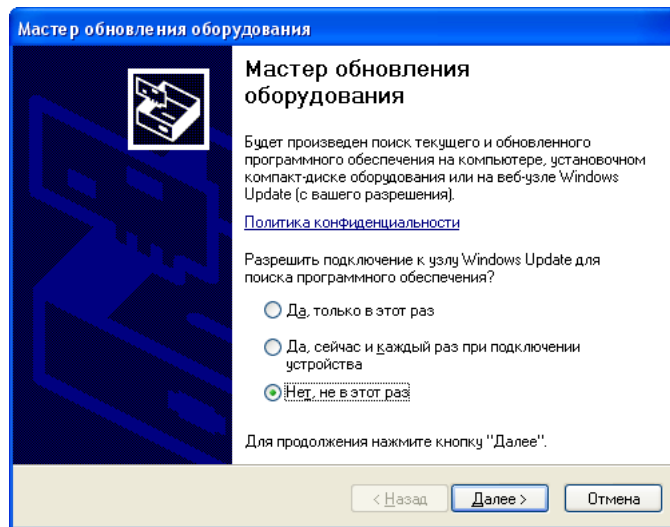 Мастер обновления оборудования
Мастер обновления
оборудования
Будет произведен поиск текущего и обновленного
программного обеспечения на компьютере, установочном
компакт-диске оборудования или на веб-узле Windows
Update (с вашего разрешения).
Политика конфиденциальности
Разрешить подключение к узлу Windows Update для
поиска программного обеспечения?
Да, только в этот раз
Да, сейчас и каждый раз при подключении
устройства
Нет, не в этот раз
Для продолжения нажмите кнопку "Далее".
< Назад Далее > Отмена